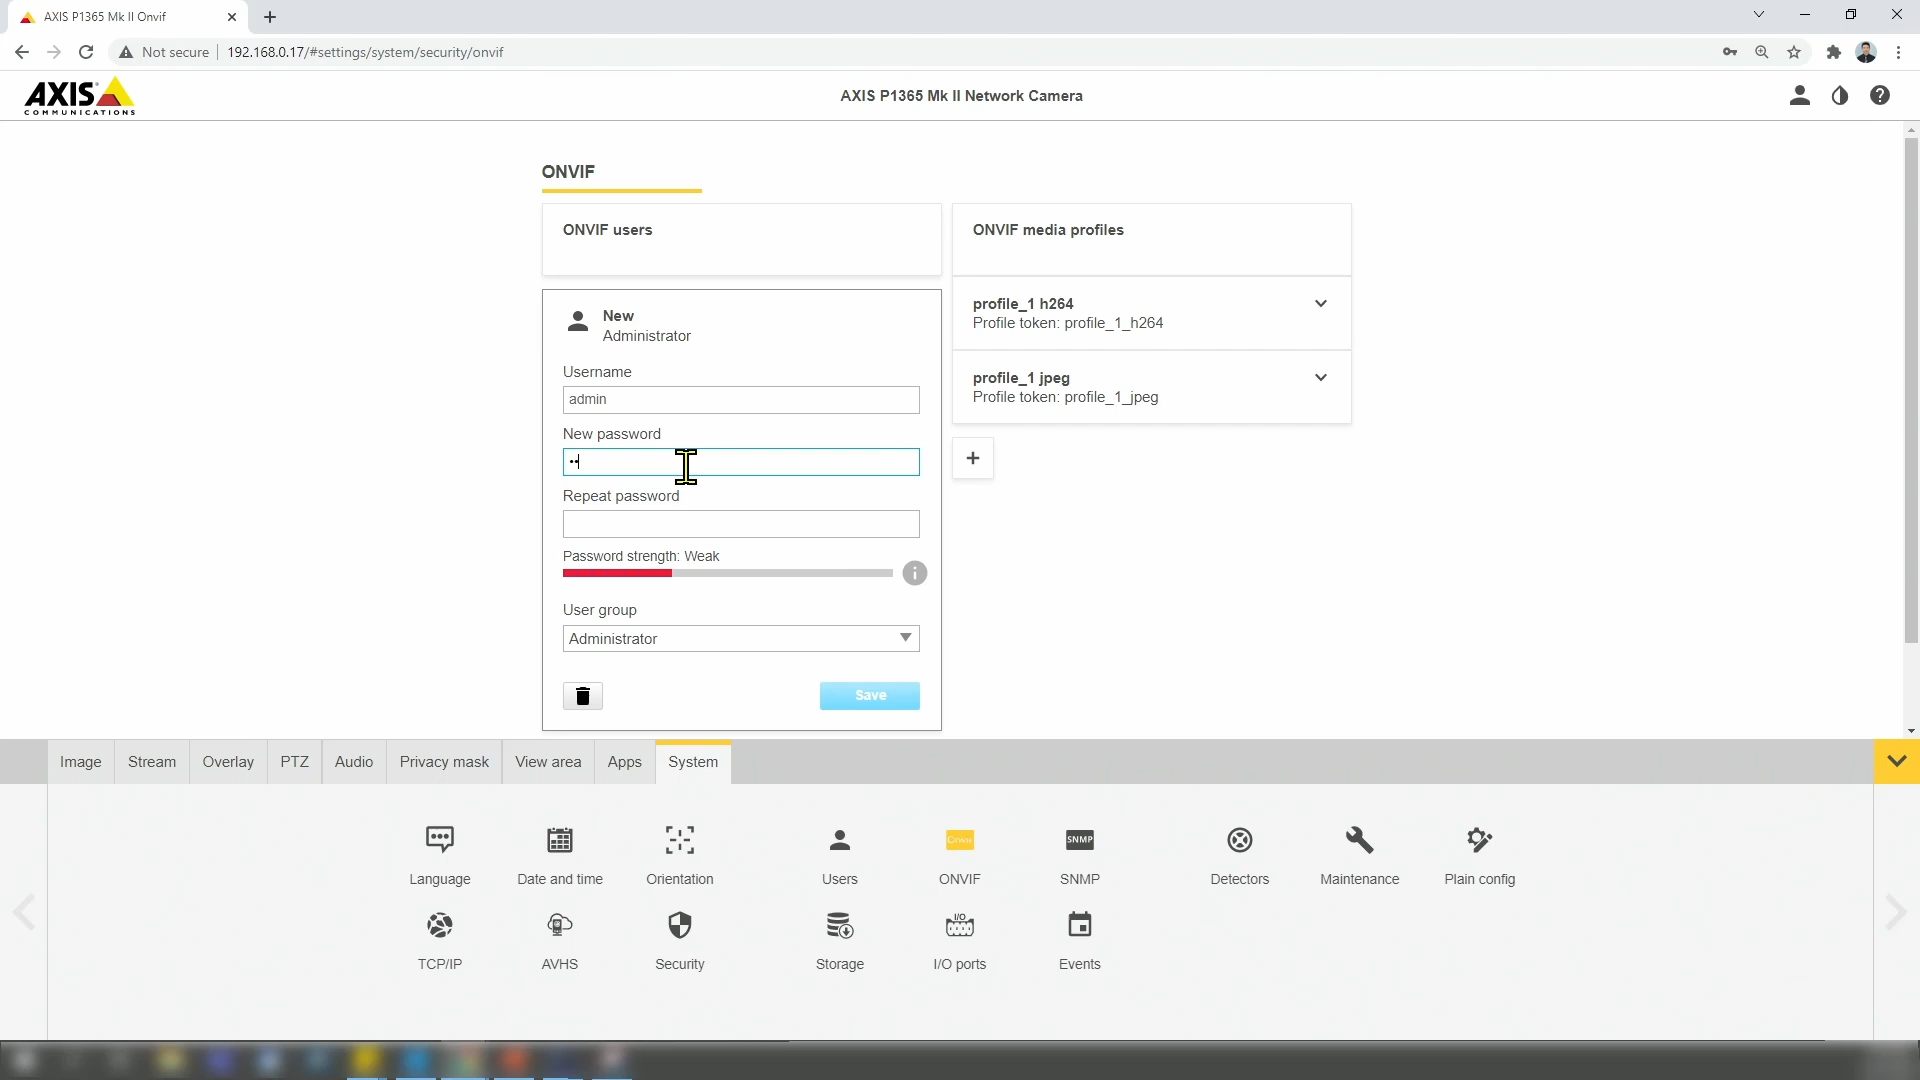 AXIS P1365 Mk II Onvif
Not secure
192.168.0.17/#settings/system/security/onvif
AXIS
COMMUNICATIONS
AXIS P1365 Mk II Network Camera
ONVIF
ONVIF users
New
Administrator
Username
admin
New password
••
Repeat password
Password strength: Weak
User group
Administrator
Save
ONVIF media profiles
profile_1 h264
Profile token: profile_1_h264
profile_1 jpeg
Profile token: profile_1_jpeg
+
Image
Stream
Overlay
PTZ
Audio
Privacy mask
View area
Apps
System
Language
Date and time
Orientation
Users
ONVIF
SNMP
SNMP
Detectors
Maintenance
Plain config
TCP/IP
AVHS
Security
Storage
I/O
I/O ports
Events